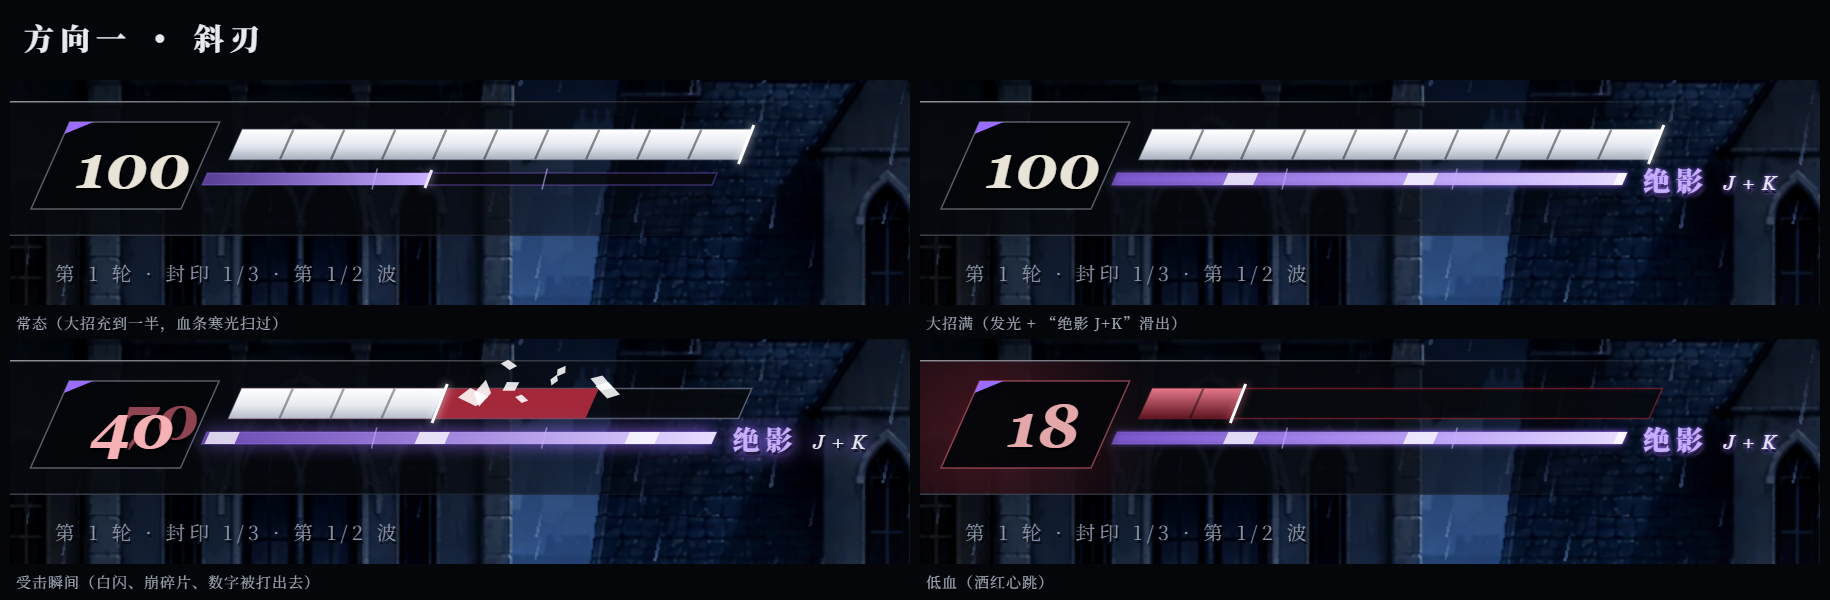 方向一 · 斜刃
100
第 1 轮 · 封印 1/3 · 第 1/2 波
常态（大招充到一半，血条寒光扫过）
100
绝影 J + K
第 1 轮 · 封印 1/3 · 第 1/2 波
大招满（发光 + “绝影 J+K”滑出）
40
70
绝影 J + K
第 1 轮 · 封印 1/3 · 第 1/2 波
受击瞬间（白闪、崩碎片、数字被打出去）
18
绝影 J + K
第 1 轮 · 封印 1/3 · 第 1/2 波
低血（酒红心跳）